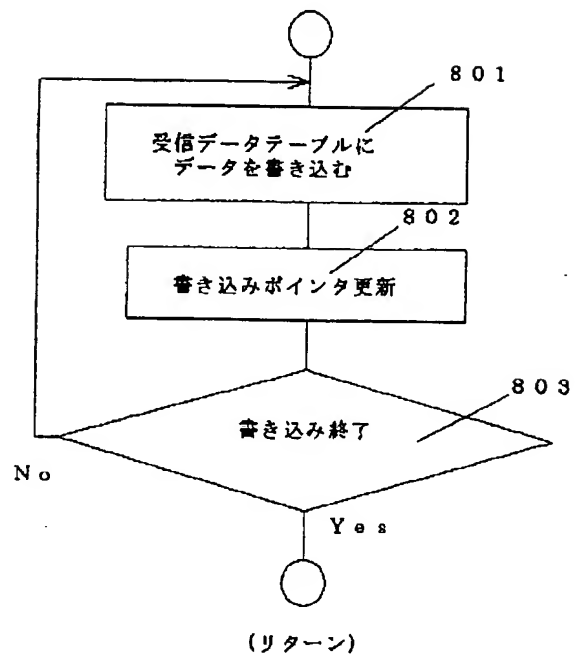 ８０１
受信データテーブルに
データを書き込む
８０２
書き込みポインタ更新
８０３
書き込み終了
Ｎｏ
Ｙｅｓ
(リターン)